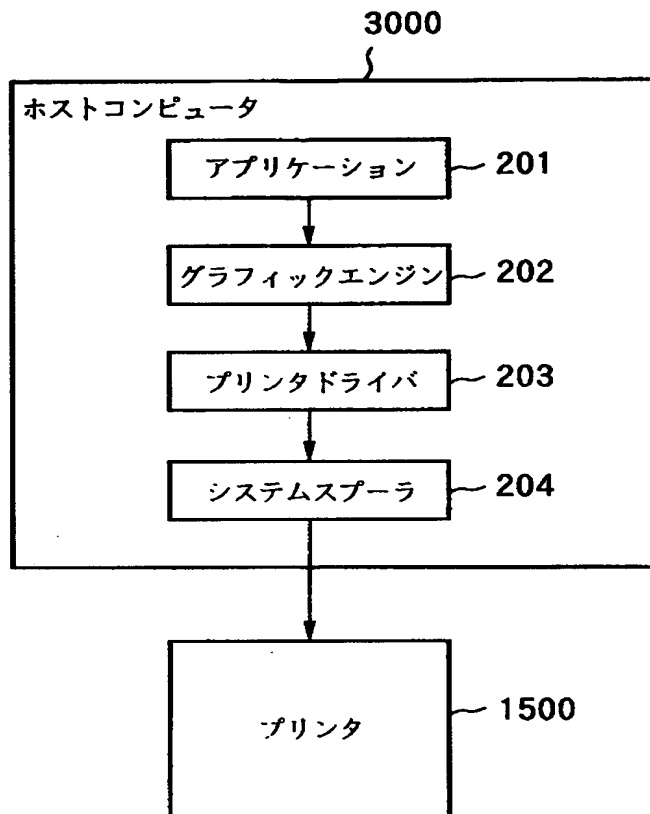 3000
ホストコンピュータ
アプリケーション 201
グラフィックエンジン 202
プリンタドライバ 203
システムスプーラ 204
プリンタ 1500